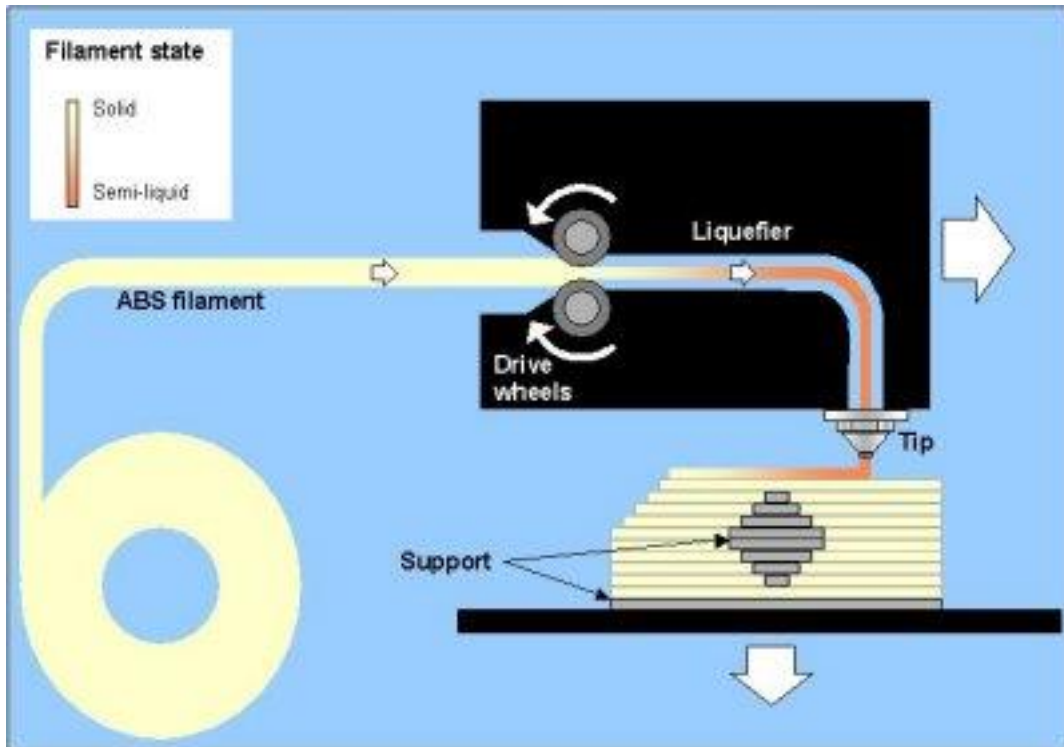 Filament state
Solid
Semi-liquid
Liquefier
ABS filament
Drive
wheels
Tip
Support